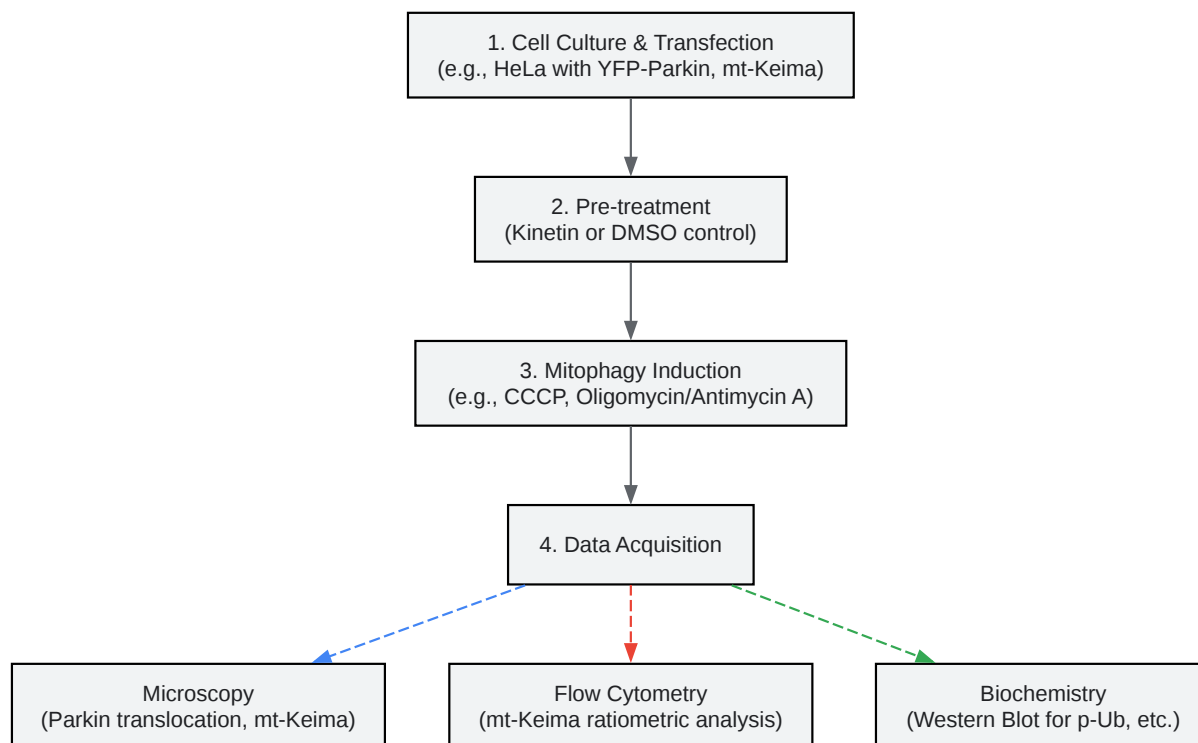 1. Cell Culture & Transfection
(e.g., HeLa with YFP-Parkin, mt-Keima)
2. Pre-treatment
(Kinetin or DMSO control)
3. Mitophagy Induction
(e.g., CCCP, Oligomycin/Antimycin A)
4. Data Acquisition
Microscopy
(Parkin translocation, mt-Keima)
Flow Cytometry
(mt-Keima ratiometric analysis)
Biochemistry
(Western Blot for p-Ub, etc.)